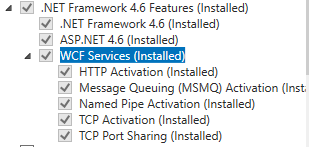 .NET Framework 4.6 Features (Installed)
.NET Framework 4.6 (Installed)
ASP.NET 4.6 (Installed)
WCF Services (Installed)
HTTP Activation (Installed)
Message Queuing (MSMQ) Activation (Insta
Named Pipe Activation (Installed)
TCP Activation (Installed)
TCP Port Sharing (Installed)